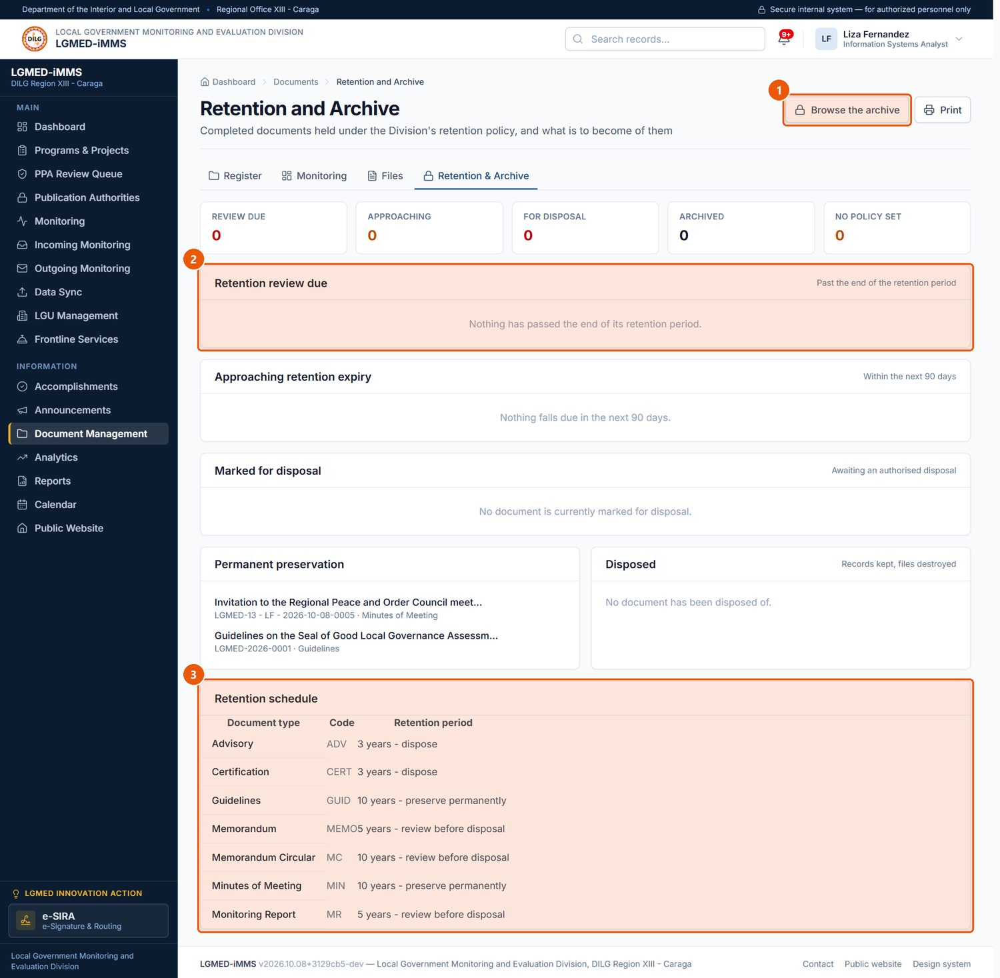 Department of the Interior and Local Government • Regional Office XIII - Caraga
Secure internal system — for authorized personnel only
DILG
LOCAL GOVERNMENT MONITORING AND EVALUATION DIVISION
LGMED-iMMS
Search records...
9+
LF
Liza Fernandez
Information Systems Analyst
LGMED-iMMS
DILG Region XIII - Caraga
MAIN
Dashboard
Programs & Projects
PPA Review Queue
Publication Authorities
Monitoring
Incoming Monitoring
Outgoing Monitoring
Data Sync
LGU Management
Frontline Services
INFORMATION
Accomplishments
Announcements
Document Management
Analytics
Reports
Calendar
Public Website
LGMED INNOVATION ACTION
e-SIRA
e-Signature & Routing
Local Government Monitoring and
Evaluation Division
Dashboard > Documents > Retention and Archive
Retention and Archive
Completed documents held under the Division's retention policy, and what is to become of them
1
Browse the archive
Print
Register
Monitoring
Files
Retention & Archive
REVIEW DUE
0
APPROACHING
0
FOR DISPOSAL
0
ARCHIVED
0
NO POLICY SET
0
2
Retention review due
Past the end of the retention period
Nothing has passed the end of its retention period.
Approaching retention expiry
Within the next 90 days
Nothing falls due in the next 90 days.
Marked for disposal
Awaiting an authorised disposal
No document is currently marked for disposal.
Permanent preservation
Invitation to the Regional Peace and Order Council meet...
LGMED-13 - LF - 2026-10-08-0005 · Minutes of Meeting
Guidelines on the Seal of Good Local Governance Assessm...
LGMED-2026-0001 · Guidelines
Disposed
Records kept, files destroyed
No document has been disposed of.
3
Retention schedule
Document type Code Retention period
Advisory ADV 3 years - dispose
Certification CERT 3 years - dispose
Guidelines GUID 10 years - preserve permanently
Memorandum MEMO 5 years - review before disposal
Memorandum Circular MC 10 years - review before disposal
Minutes of Meeting MIN 10 years - preserve permanently
Monitoring Report MR 5 years - review before disposal
LGMED-iMMS v2026.10.08+3129cb5-dev — Local Government Monitoring and Evaluation Division, DILG Region XIII - Caraga
Contact Public website Design system